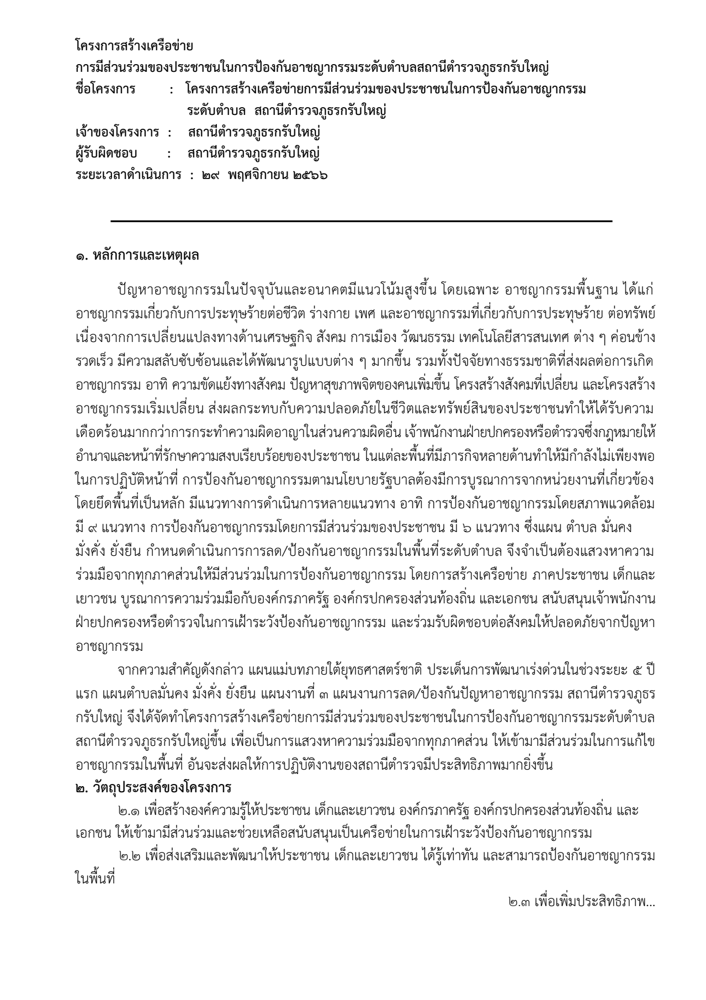 โครงการสร้างเครือข่าย
การมีส่วนร่วมของประชาชนในการป้องกันอาชญากรรมระดับตำบลสถานีตำรวจภูธรกรับใหญ่
ชื่อโครงการ : โครงการสร้างเครือข่ายการมีส่วนร่วมของประชาชนในการป้องกันอาชญากรรม
ระดับตำบล สถานีตำรวจภูธรกรับใหญ่
เจ้าของโครงการ : สถานีตำรวจภูธรกรับใหญ่
ผู้รับผิดชอบ : สถานีตำรวจภูธรกรับใหญ่
ระยะเวลาดำเนินการ : ๒๙ พฤศจิกายน ๒๕๖๖
๑. หลักการและเหตุผล
ปัญหาอาชญากรรมในปัจจุบันและอนาคตมีแนวโน้มสูงขึ้น โดยเฉพาะ อาชญากรรมพื้นฐาน ได้แก่
อาชญากรรมเกี่ยวกับการประทุษร้ายต่อชีวิต ร่างกาย เพศ และอาชญากรรมที่เกี่ยวกับการประทุษร้าย ต่อทรัพย์
เนื่องจากการเปลี่ยนแปลงทางด้านเศรษฐกิจ สังคม การเมือง วัฒนธรรม เทคโนโลยีสารสนเทศ ต่าง ๆ ค่อนข้าง
รวดเร็ว มีความสลับซับซ้อนและได้พัฒนารูปแบบต่าง ๆ มากขึ้น รวมทั้งปัจจัยทางธรรมชาติที่ส่งผลต่อการเกิด
อาชญากรรม อาทิ ความขัดแย้งทางสังคม ปัญหาสุขภาพจิตของคนเพิ่มขึ้น โครงสร้างสังคมที่เปลี่ยน และโครงสร้าง
อาชญากรรมเริ่มเปลี่ยน ส่งผลกระทบกับความปลอดภัยในชีวิตและทรัพย์สินของประชาชนทำให้ได้รับความ
เดือดร้อนมากกว่าการกระทำความผิดอาญาในส่วนความผิดอื่น เจ้าพนักงานฝ่ายปกครองหรือตำรวจซึ่งกฎหมายให้
อำนาจและหน้าที่รักษาความสงบเรียบร้อยของประชาชน ในแต่ละพื้นที่มีภารกิจหลายด้านทำให้มีกำลังไม่เพียงพอ
ในการปฏิบัติหน้าที่ การป้องกันอาชญากรรมตามนโยบายรัฐบาลต้องมีการบูรณาการจากหน่วยงานที่เกี่ยวข้อง
โดยยึดพื้นที่เป็นหลัก มีแนวทางการดำเนินการหลายแนวทาง อาทิ การป้องกันอาชญากรรมโดยสภาพแวดล้อม
มี ๙ แนวทาง การป้องกันอาชญากรรมโดยการมีส่วนร่วมของประชาชน มี ๖ แนวทาง ซึ่งแผน ตำบล มั่นคง
มั่งคั่ง ยั่งยืน กำหนดดำเนินการการลด/ป้องกันอาชญากรรมในพื้นที่ระดับตำบล จึงจำเป็นต้องแสวงหาความ
ร่วมมือจากทุกภาคส่วนให้มีส่วนร่วมในการป้องกันอาชญากรรม โดยการสร้างเครือข่าย ภาคประชาชน เด็กและ
เยาวชน บูรณาการความร่วมมือกับองค์กรภาครัฐ องค์กรปกครองส่วนท้องถิ่น และเอกชน สนับสนุนเจ้าพนักงาน
ฝ่ายปกครองหรือตำรวจในการเฝ้าระวังป้องกันอาชญากรรม และร่วมรับผิดชอบต่อสังคมให้ปลอดภัยจากปัญหา
อาชญากรรม
จากความสำคัญดังกล่าว แผนแม่บทภายใต้ยุทธศาสตร์ชาติ ประเด็นการพัฒนาเร่งด่วนในช่วงระยะ ๕ ปี
แรก แผนตำบลมั่นคง มั่งคั่ง ยั่งยืน แผนงานที่ ๓ แผนงานการลด/ป้องกันปัญหาอาชญากรรม สถานีตำรวจภูธร
กรับใหญ่ จึงได้จัดทำโครงการสร้างเครือข่ายการมีส่วนร่วมของประชาชนในการป้องกันอาชญากรรมระดับตำบล
สถานีตำรวจภูธรกรับใหญ่ขึ้น เพื่อเป็นการแสวงหาความร่วมมือจากทุกภาคส่วน ให้เข้ามามีส่วนร่วมในการแก้ไข
อาชญากรรมในพื้นที่ อันจะส่งผลให้การปฏิบัติงานของสถานีตำรวจมีประสิทธิภาพมากยิ่งขึ้น
๒. วัตถุประสงค์ของโครงการ
๒.๑ เพื่อสร้างองค์ความรู้ให้ประชาชน เด็กและเยาวชน องค์กรภาครัฐ องค์กรปกครองส่วนท้องถิ่น และ
เอกชน ให้เข้ามามีส่วนร่วมและช่วยเหลือสนับสนุนเป็นเครือข่ายในการเฝ้าระวังป้องกันอาชญากรรม
๒.๒ เพื่อส่งเสริมและพัฒนาให้ประชาชน เด็กและเยาวชน ได้รู้เท่าทัน และสามารถป้องกันอาชญากรรม
ในพื้นที่
๒.๓ เพื่อเพิ่มประสิทธิภาพ...